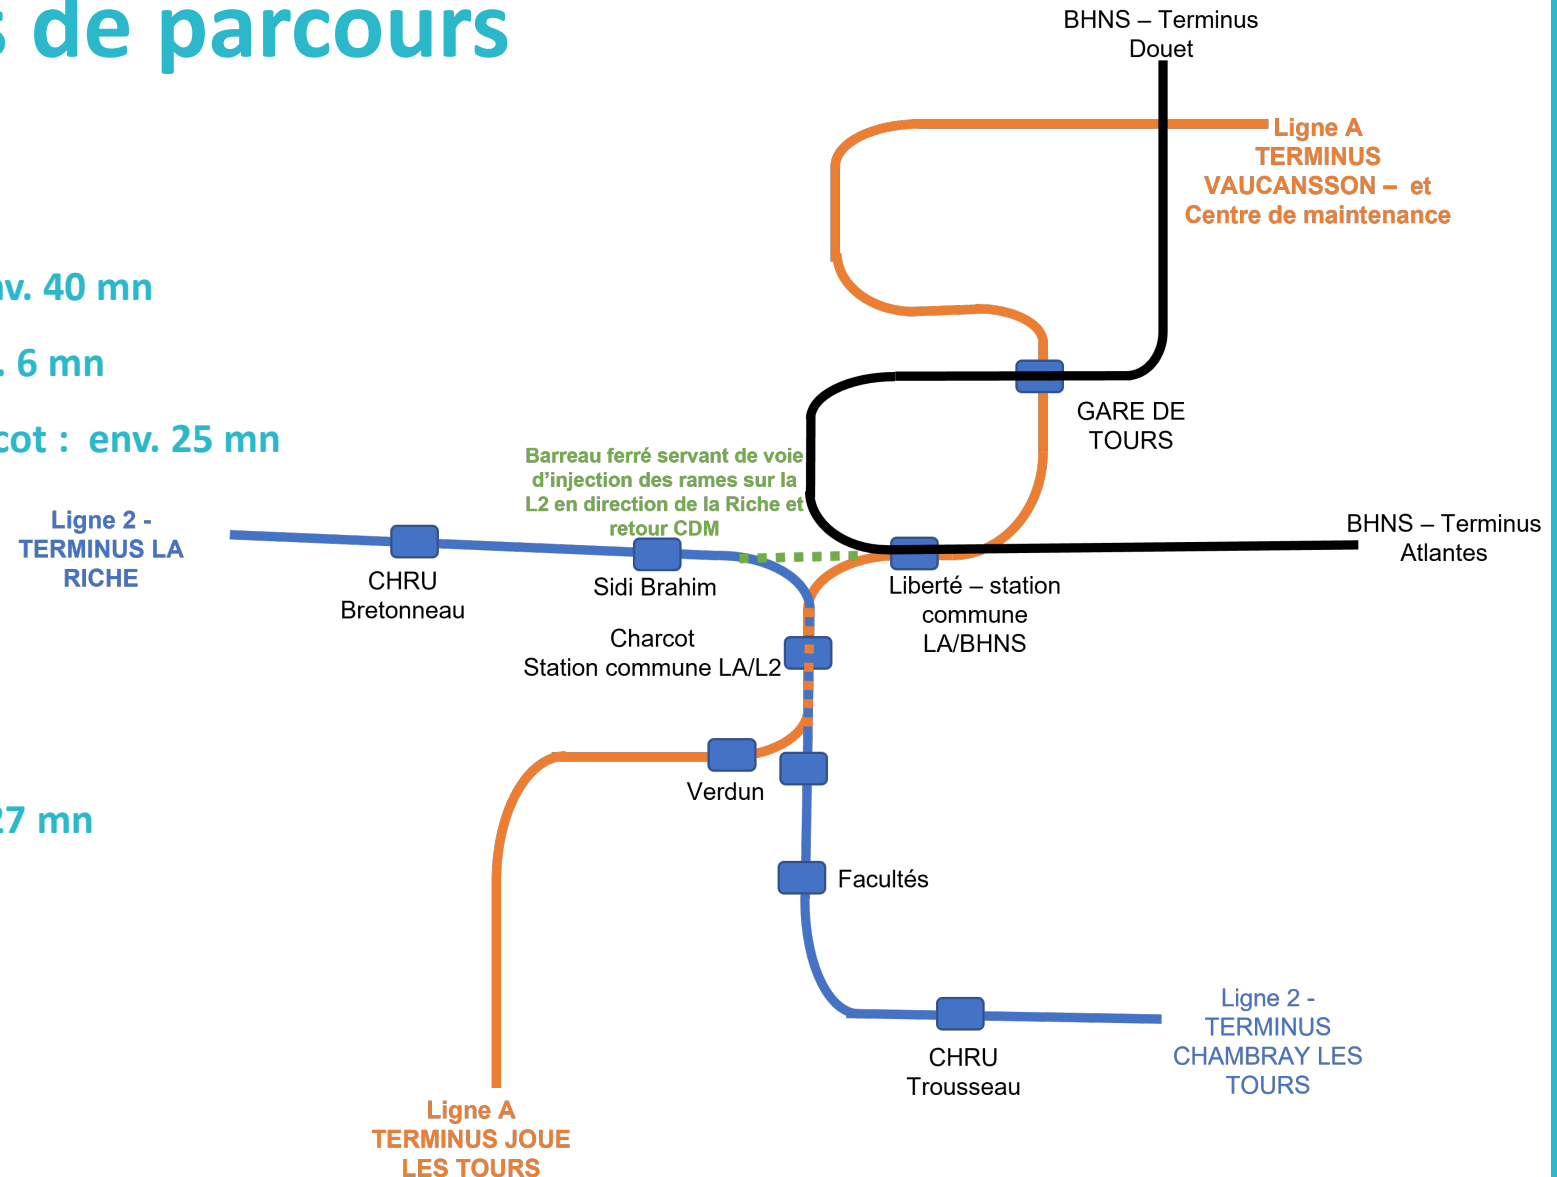 s de parcours
BHNS – Terminus
Douet
Ligne A
TERMINUS
VAUCANSSON – et
Centre de maintenance
nv. 40 mn
. 6 mn
cot : env. 25 mn
GARE DE
TOURS
Barreau ferré servant de voie
d’injection des rames sur la
L2 en direction de la Riche et
retour CDM
Ligne 2 -
TERMINUS LA
RICHE
BHNS – Terminus
Atlantes
CHRU
Bretonneau
Sidi Brahim
Liberté – station
commune
LA/BHNS
Charcot
Station commune LA/L2
Verdun
27 mn
Facultés
Ligne 2 -
TERMINUS
CHAMBRAY LES
TOURS
CHRU
Trousseau
Ligne A
TERMINUS JOUE
LES TOURS